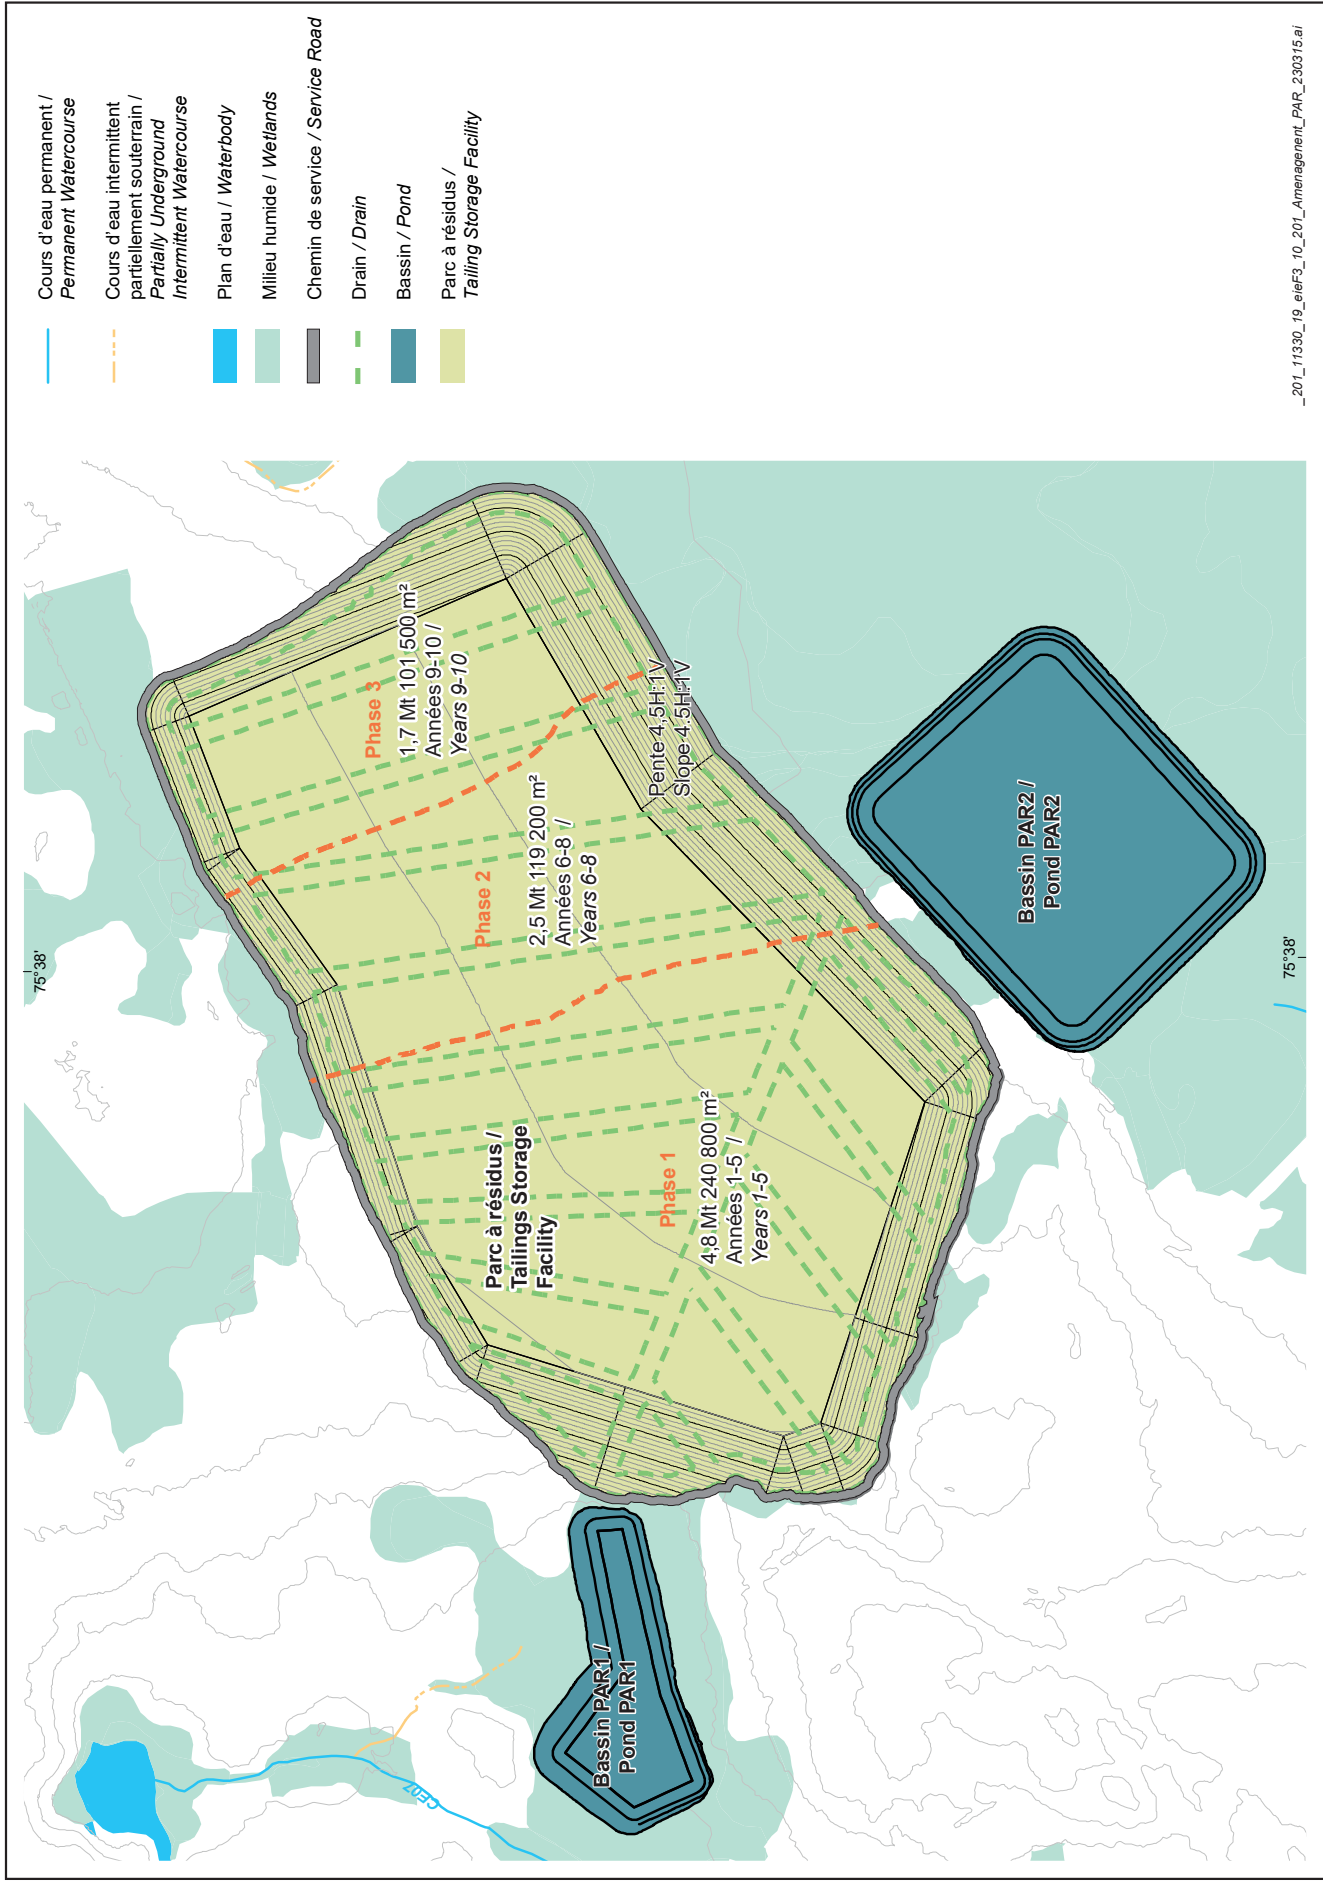 Cours d'eau permanent /
Permanent Watercourse
Cours d'eau intermittent
partiellement souterrain /
Partially Underground
Intermittent Watercourse
Plan d'eau / Waterbody
Milieu humide / Wetlands
Chemin de service / Service Road
Drain / Drain
Bassin / Pond
Parc à résidus /
Tailing Storage Facility
_201_11330_19_eieF3_10_201_Amenagement_PAR_230315.ai
75°38'
75°38'
Phase 3
1,7 Mt 101 500 m²
Années 9-10 /
Years 9-10
Phase 2
2,5 Mt 119 200 m²
Années 6-8 /
Years 6-8
Pente 4,5H:1V
Slope 4.5H:1V
Parc à résidus /
Tailings Storage
Facility
Phase 1
4,8 Mt 240 800 m²
Années 1-5 /
Years 1-5
Bassin PAR2 /
Pond PAR2
Bassin PAR1 /
Pond PAR1
CE07